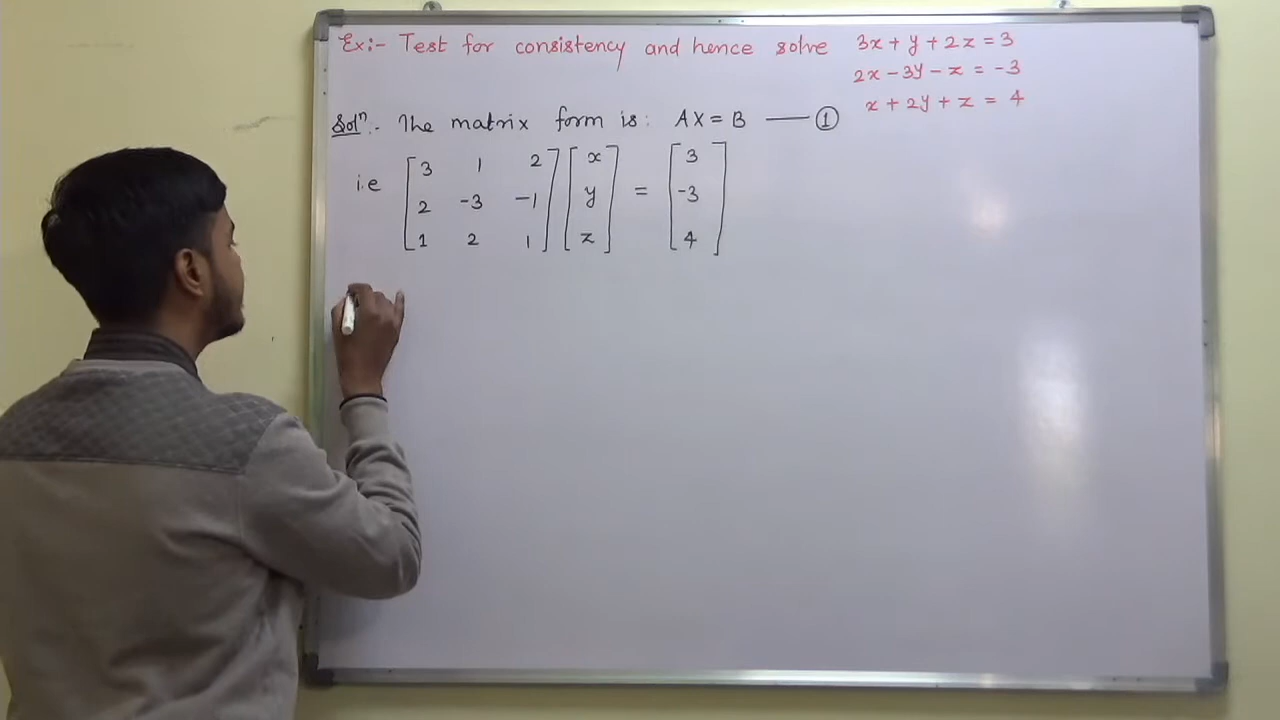 Ex:- Test for consistency and hence solve 3x + y + 2z = 3
2x - 3y - z = -3
x + 2y + z = 4
Solⁿ:- The matrix form is: AX = B —— ①
i.e [3 1 2] [x] = [3]
[2 -3 -1] [y] [-3]
[1 2 1] [z] [4]